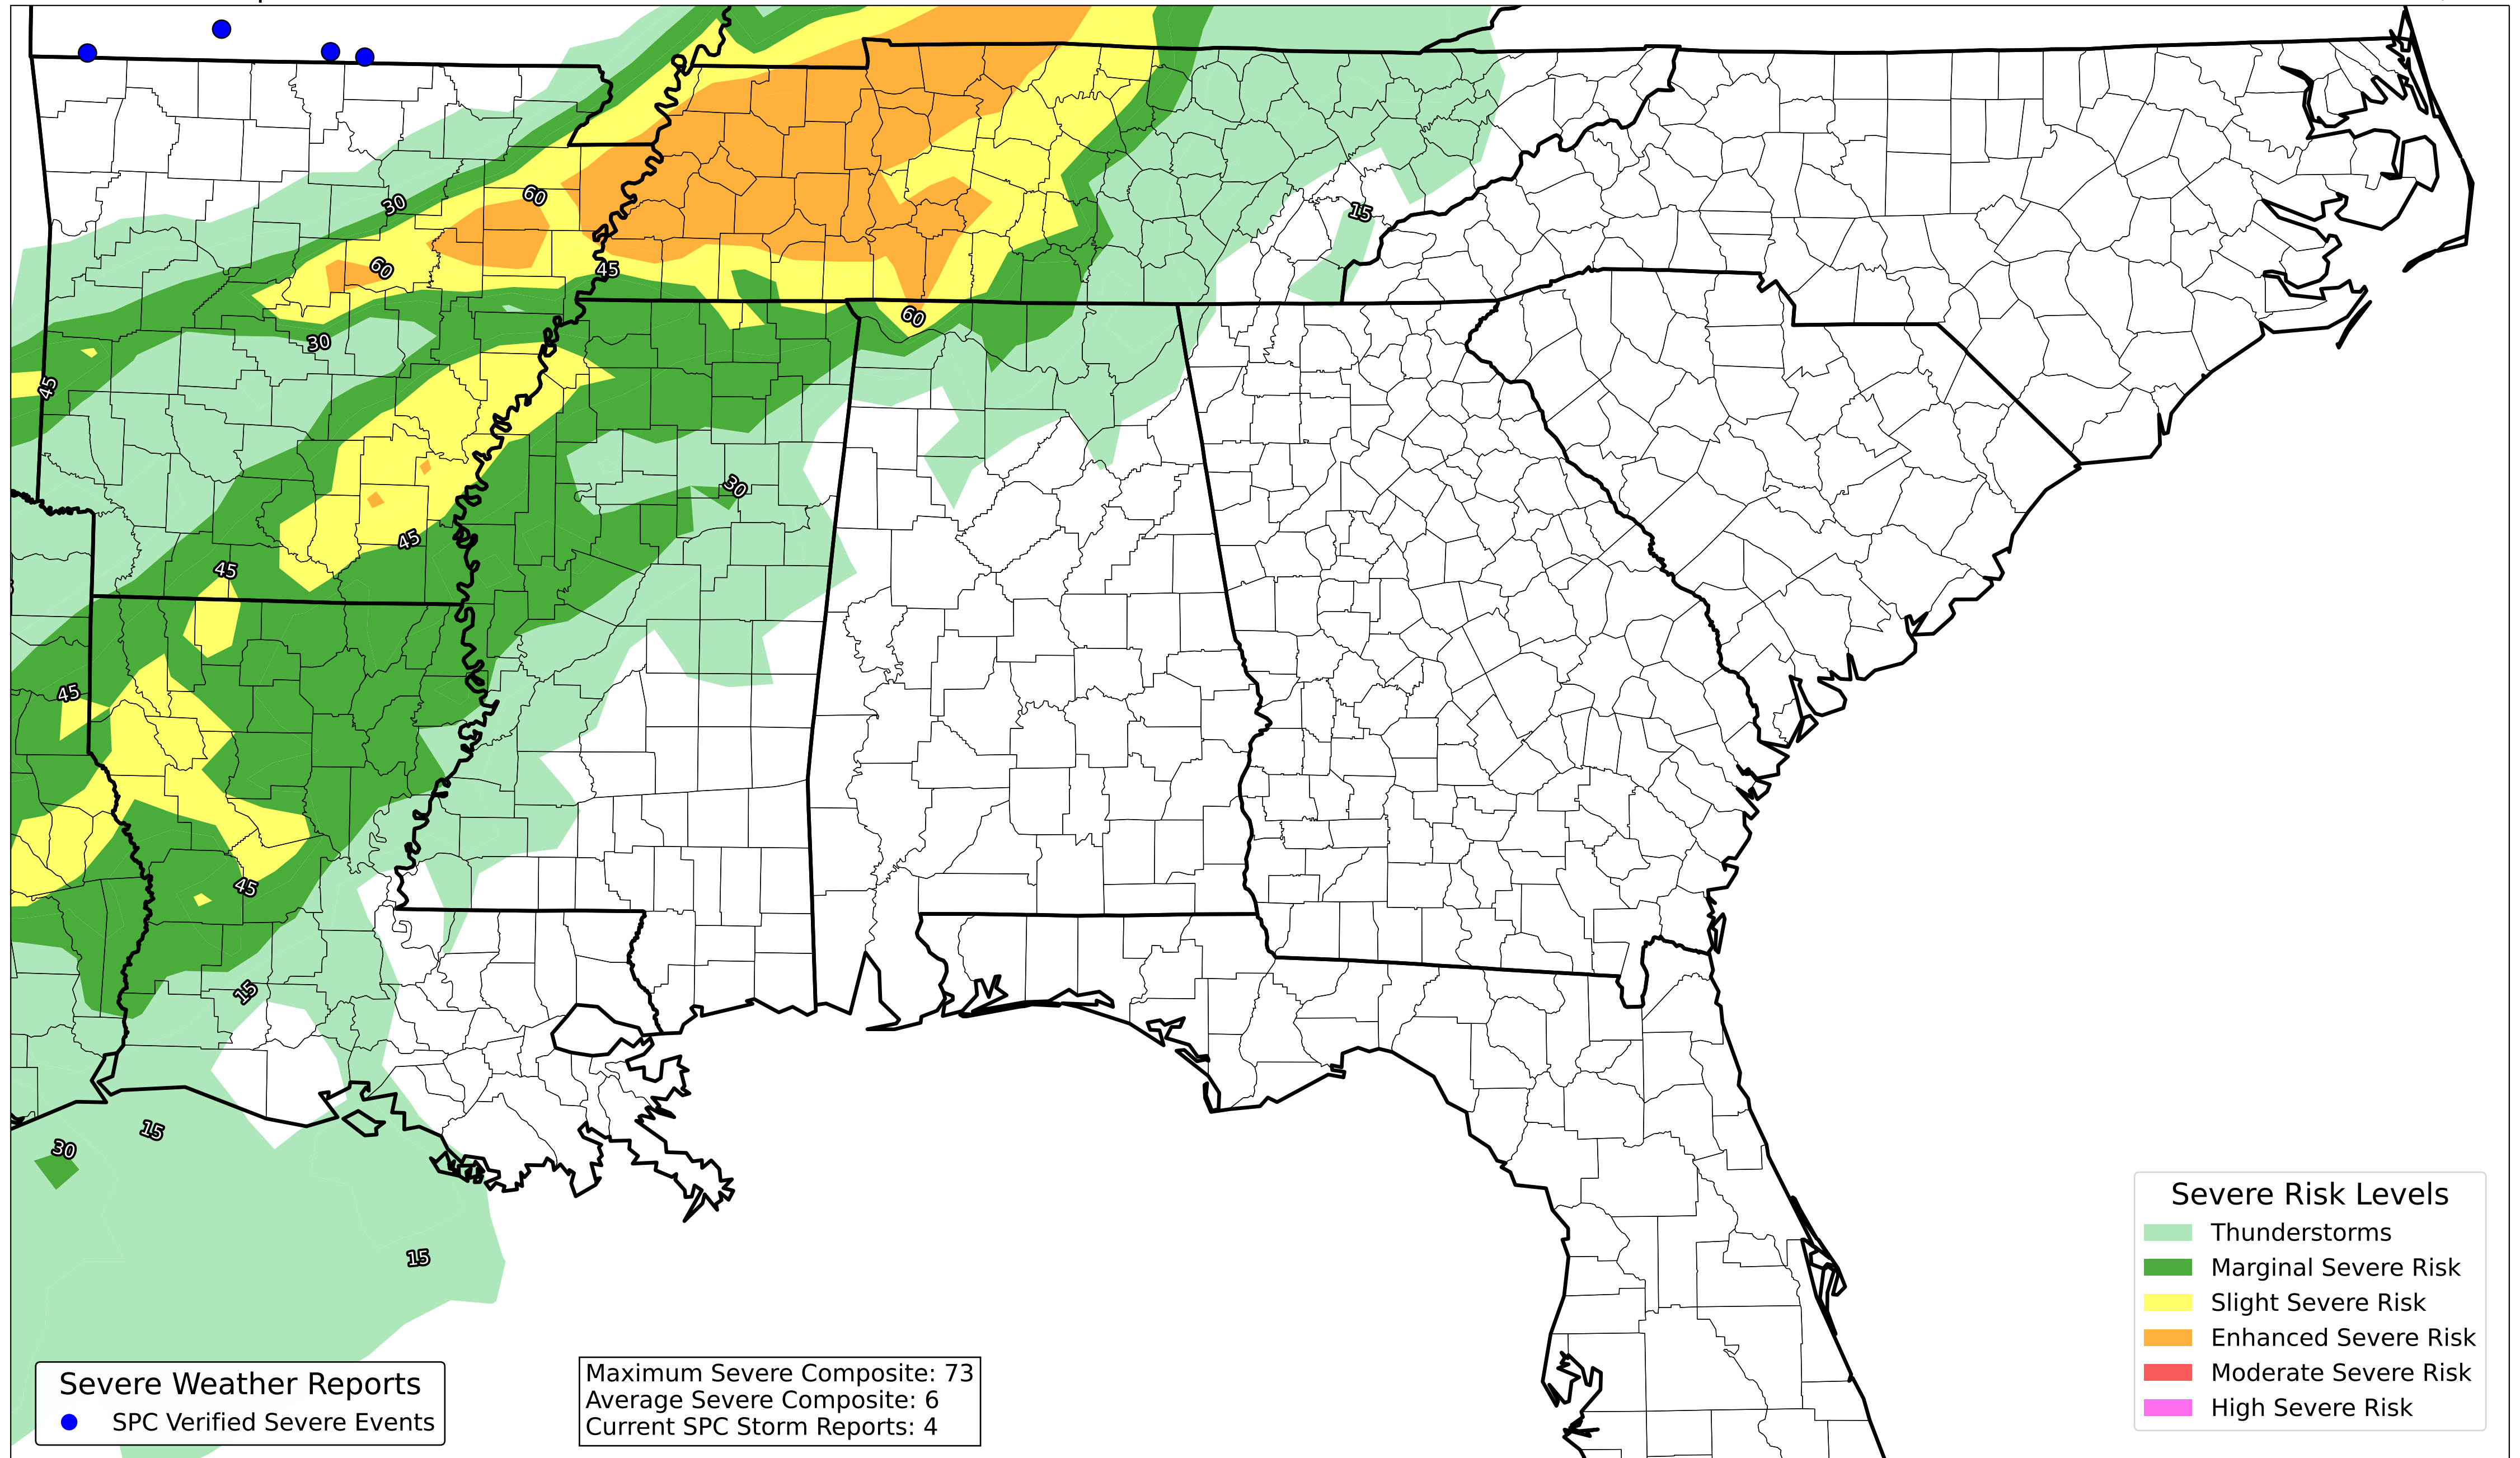 30
60
15
45
60
30
60
45
30
45
45
45
45
15
15
30
15
Severe Risk Levels
Thunderstorms
Marginal Severe Risk
Slight Severe Risk
Enhanced Severe Risk
Moderate Severe Risk
High Severe Risk
Severe Weather Reports
SPC Verified Severe Events
Maximum Severe Composite: 73
Average Severe Composite: 6
Current SPC Storm Reports: 4